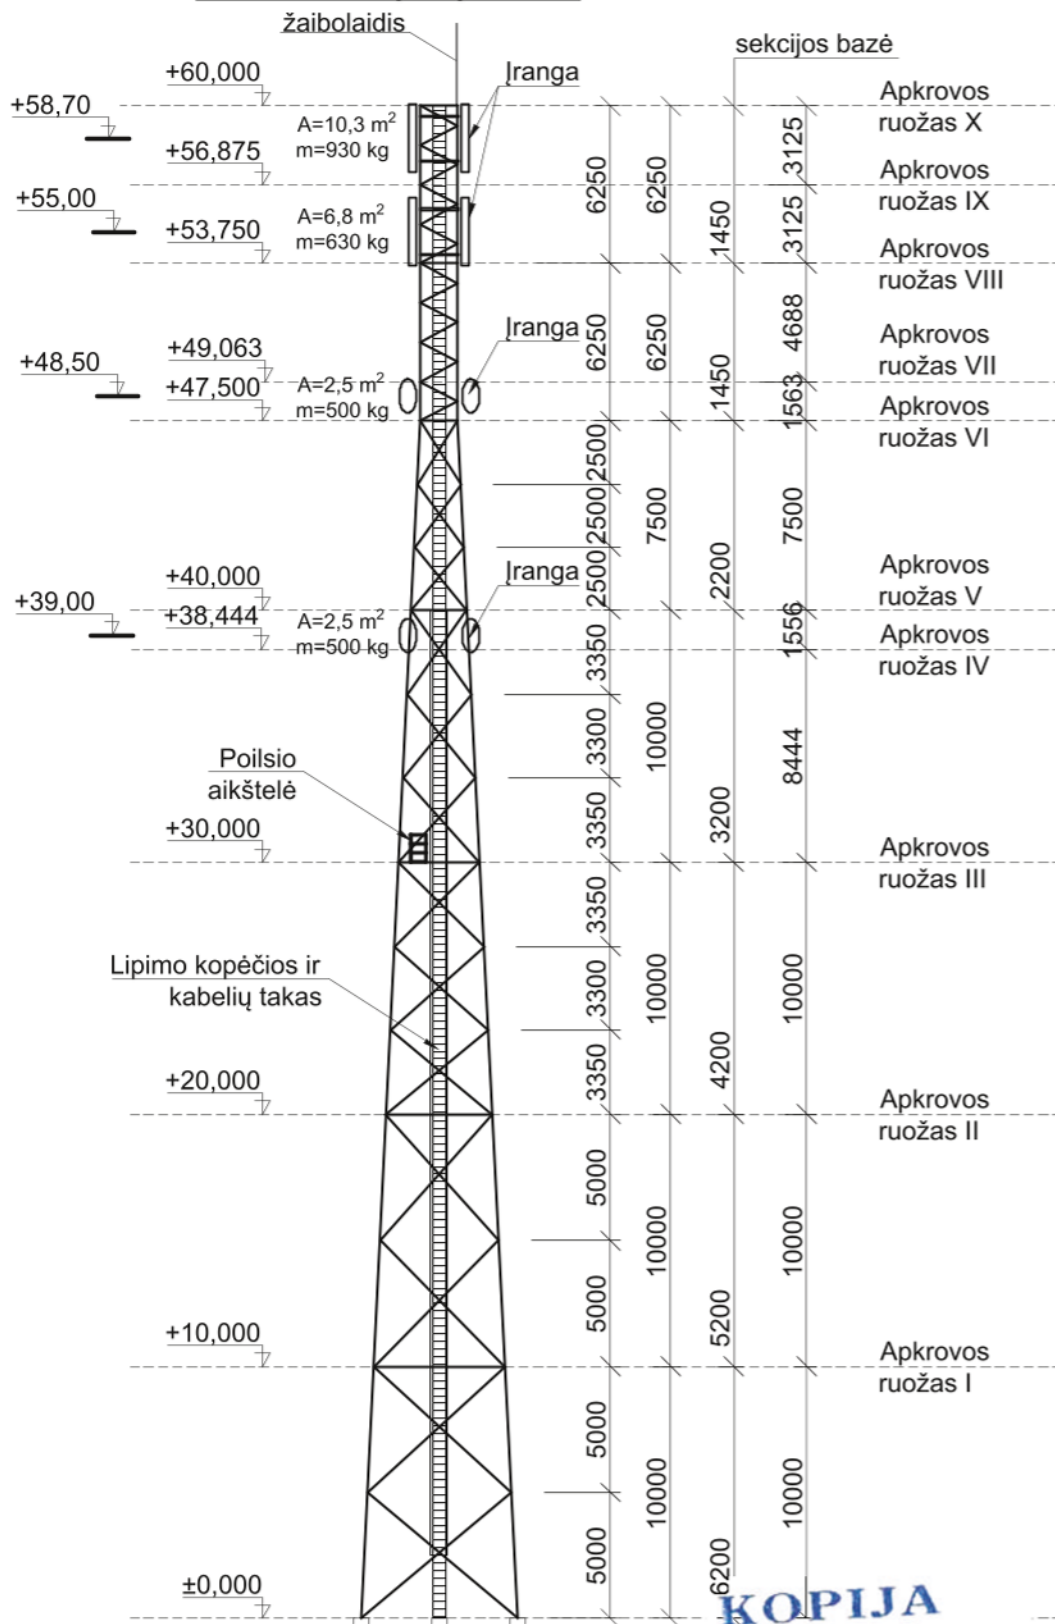 žaibolaidis
sekcijos bazė
+60,000
Įranga
+58,70
A=10,3 m²
m=930 kg
Apkrovos
ruožas X
3125
+56,875
6250
6250
Apkrovos
ruožas IX
+55,00
A=6,8 m²
m=630 kg
1450
3125
+53,750
Apkrovos
ruožas VIII
4688
Įranga
+49,063
6250
6250
Apkrovos
ruožas VII
+48,50
+47,500
A=2,5 m²
m=500 kg
1450
1563
Apkrovos
ruožas VI
2500
2500
7500
7500
2500
2200
+40,000
Įranga
Apkrovos
ruožas V
+39,00
+38,444
A=2,5 m²
m=500 kg
3350
1556
Apkrovos
ruožas IV
3300
10000
8444
Poilsio
aikštelė
3350
3200
+30,000
Apkrovos
ruožas III
3350
Lipimo kopėčios ir
kabelių takas
3300
10000
10000
3350
4200
+20,000
Apkrovos
ruožas II
5000
10000
10000
5000
5200
+10,000
Apkrovos
ruožas I
5000
10000
10000
5000
6200
±0,000
KOPIJA